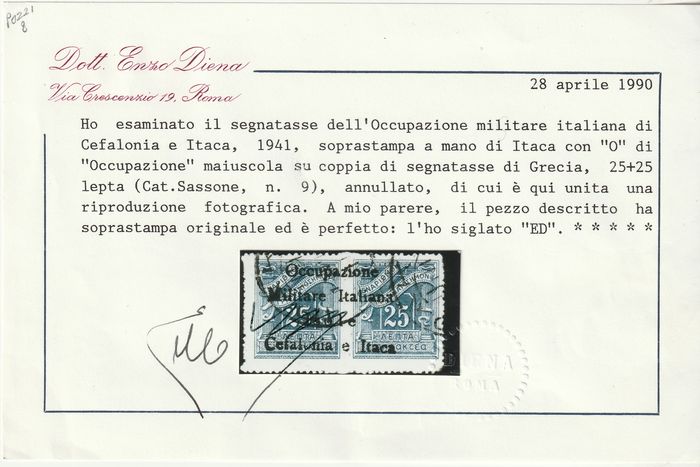 Dott. Enzo Diena
Via Crescenzio 19, Roma
28 aprile 1990
Ho esaminato il segnatasse dell'Occupazione militare italiana di
Cefalonia e Itaca, 1941, soprastampa a mano di Itaca con "O" di
"Occupazione" maiuscola su coppia di segnatasse di Grecia, 25+25
lepta (Cat.Sassone, n. 9), annullato, di cui è qui unita una
riproduzione fotografica. A mio parere, il pezzo descritto ha
soprastampa originale ed è perfetto: l'ho siglato "ED". * * * * *
Occupazione
Militare Italiana
25 25
Cefalonia e Itaca
ΛΕΠΤΑ
DIENA
ROMA